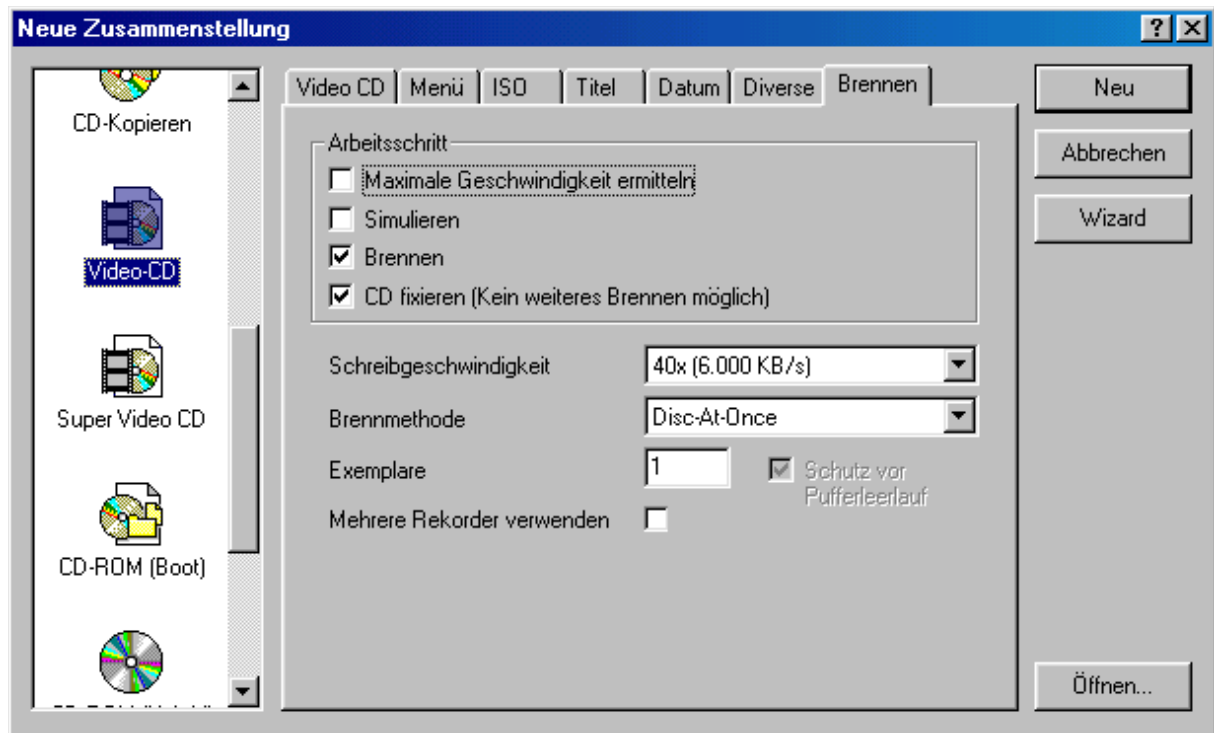 Neue Zusammenstellung
CD-Kopieren
Video-CD
Super Video CD
CD-ROM (Boot)
Video CD Menü ISO Titel Datum Diverse Brennen
Arbeitsschritt
Maximale Geschwindigkeit ermitteln
Simulieren
Brennen
CD fixieren (Kein weiteres Brennen möglich)
Schreibgeschwindigkeit 40x (6.000 KB/s)
Brennmethode Disc-At-Once
Exemplare 1 Schutz vor
Pufferleerlauf
Mehrere Rekorder verwenden
Neu
Abbrechen
Wizard
Öffnen...